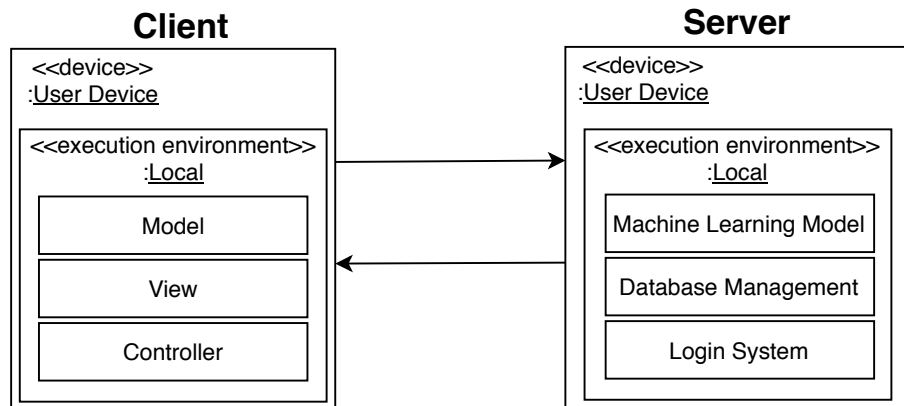 Client
<<device>>
:User Device
<<execution environment>>
:Local
Model
View
Controller
Server
<<device>>
:User Device
<<execution environment>>
:Local
Machine Learning Model
Database Management
Login System